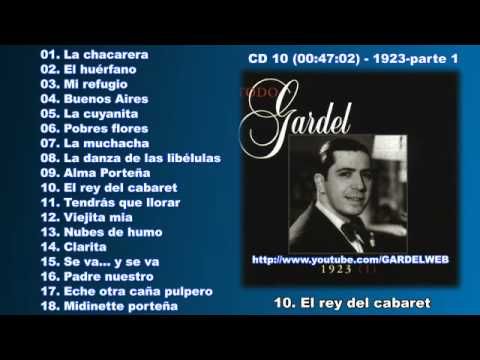 01. La chacarera
02. El huérfano
03. Mi refugio
04. Buenos Aires
05. La cuyanita
06. Pobres flores
07. La muchacha
08. La danza de las libélulas
09. Alma Porteña
10. El rey del cabaret
11. Tendrás que llorar
12. Viejita mia
13. Nubes de humo
14. Clarita
15. Se va... y se va
16. Padre nuestro
17. Eche otra caña pulpero
18. Midinette porteña
CD 10 (00:47:02) - 1923-parte 1
TODO
Gardel
http://www.youtube.com/GARDELWEB
1923 (1)
10. El rey del cabaret